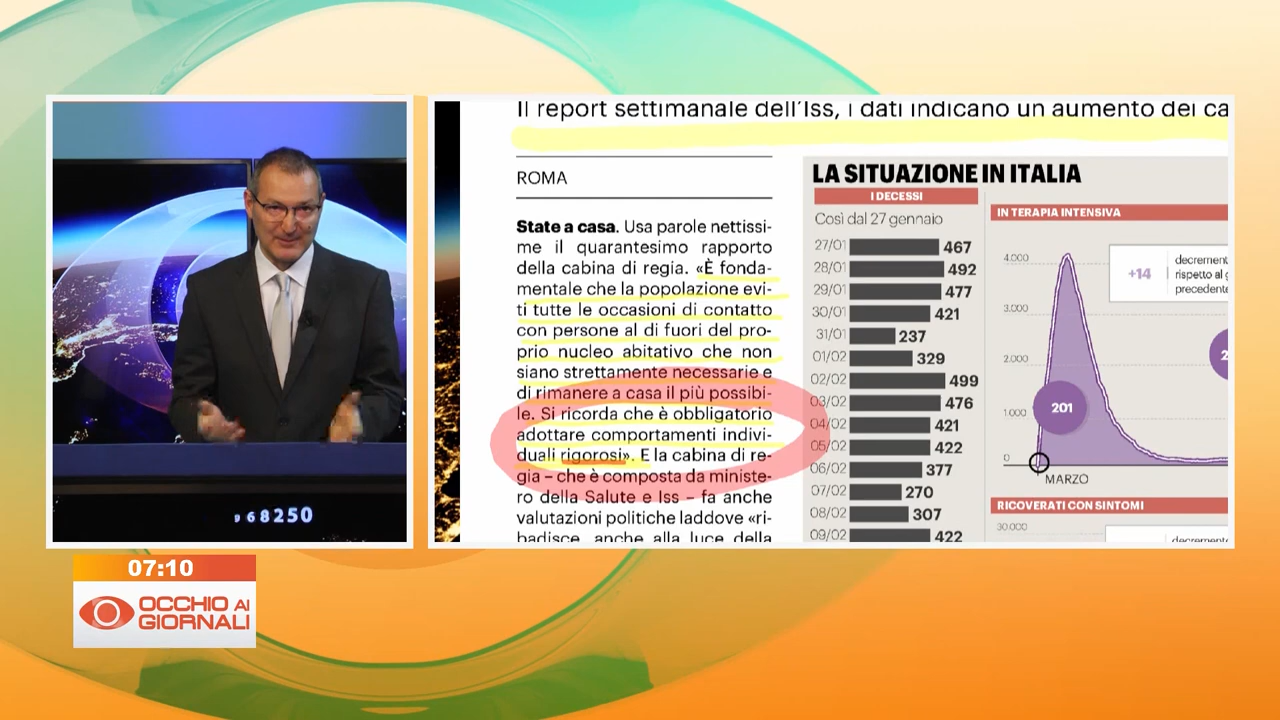 Il report settimanale dell'Iss, i dati indicano un aumento dei ca
ROMA
State a casa. Usa parole nettissi-
me il quarantesimo rapporto
della cabina di regia. «È fonda-
mentale che la popolazione evi-
ti tutte le occasioni di contatto
con persone al di fuori del pro-
prio nucleo abitativo che non
siano strettamente necessarie e
di rimanere a casa il più possibi-
le. Si ricorda che è obbligatorio
adottare comportamenti indivi-
duali rigorosi». E la cabina di re-
gia – che è composta da ministe-
ro della Salute e Iss – fa anche
valutazioni politiche laddove «ri-
badisce, anche alla luce della
LA SITUAZIONE IN ITALIA
I DECESSI
Così dal 27 gennaio
27/01 467
28/01 492
29/01 477
30/01 421
31/01 237
01/02 329
02/02 499
03/02 476
04/02 421
05/02 422
06/02 377
07/02 270
08/02 307
09/02 422
IN TERAPIA INTENSIVA
4.000
3.000
2.000
1.000
0
+14
decrement
rispetto al g
precedente
2
201
MARZO
RICOVERATI CON SINTOMI
30.000
decremente
68250
07:10
OCCHIO AI
GIORNALI